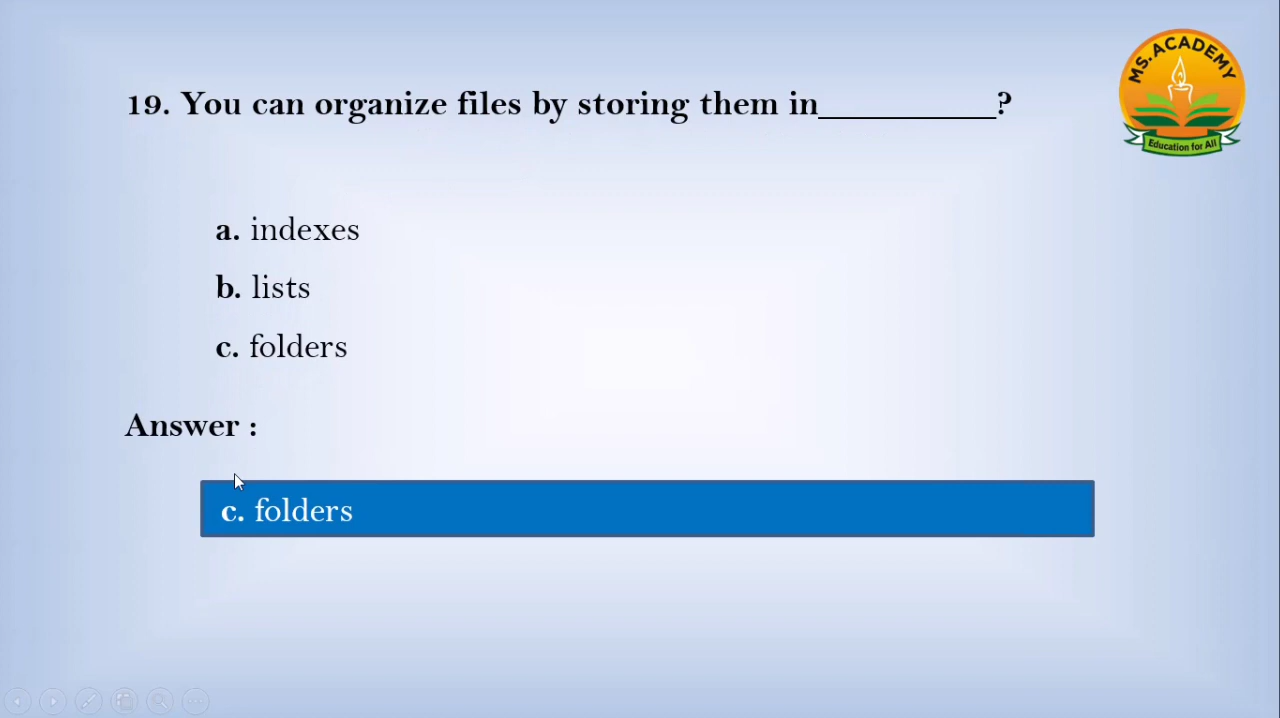 MS. ACADEMY
Education for All
19. You can organize files by storing them in__________?
a. indexes
b. lists
c. folders
Answer :
c. folders